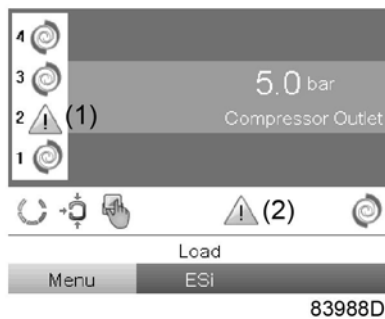 4
3
5.0 bar
2 (1) Compressor Outlet
1
(2)
Load
Menu ESi
83988D